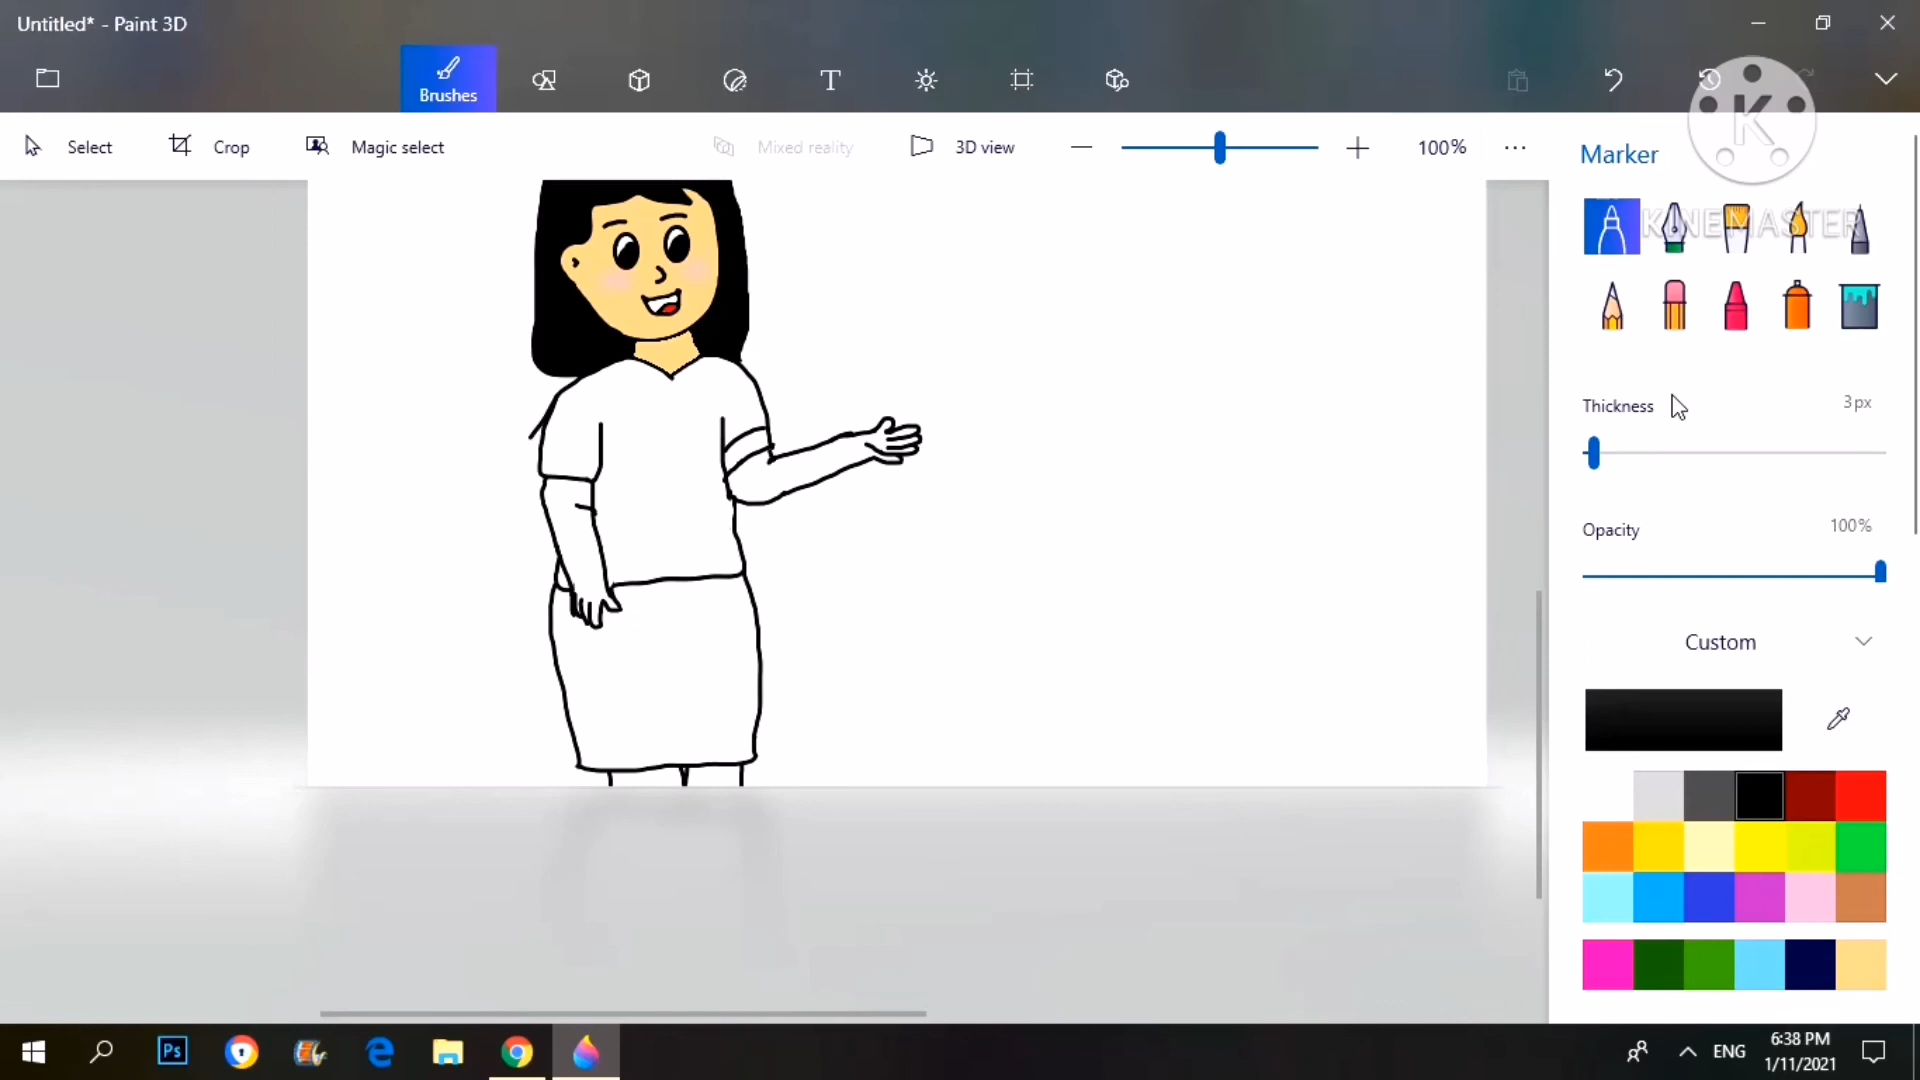 Untitled* - Paint 3D
Brushes
Select
Crop
Magic select
Mixed reality
3D view
100%
Marker
K
KINEMASTER
Thickness
3px
Opacity
100%
Custom
Ps
ENG
6:38 PM
1/11/2021